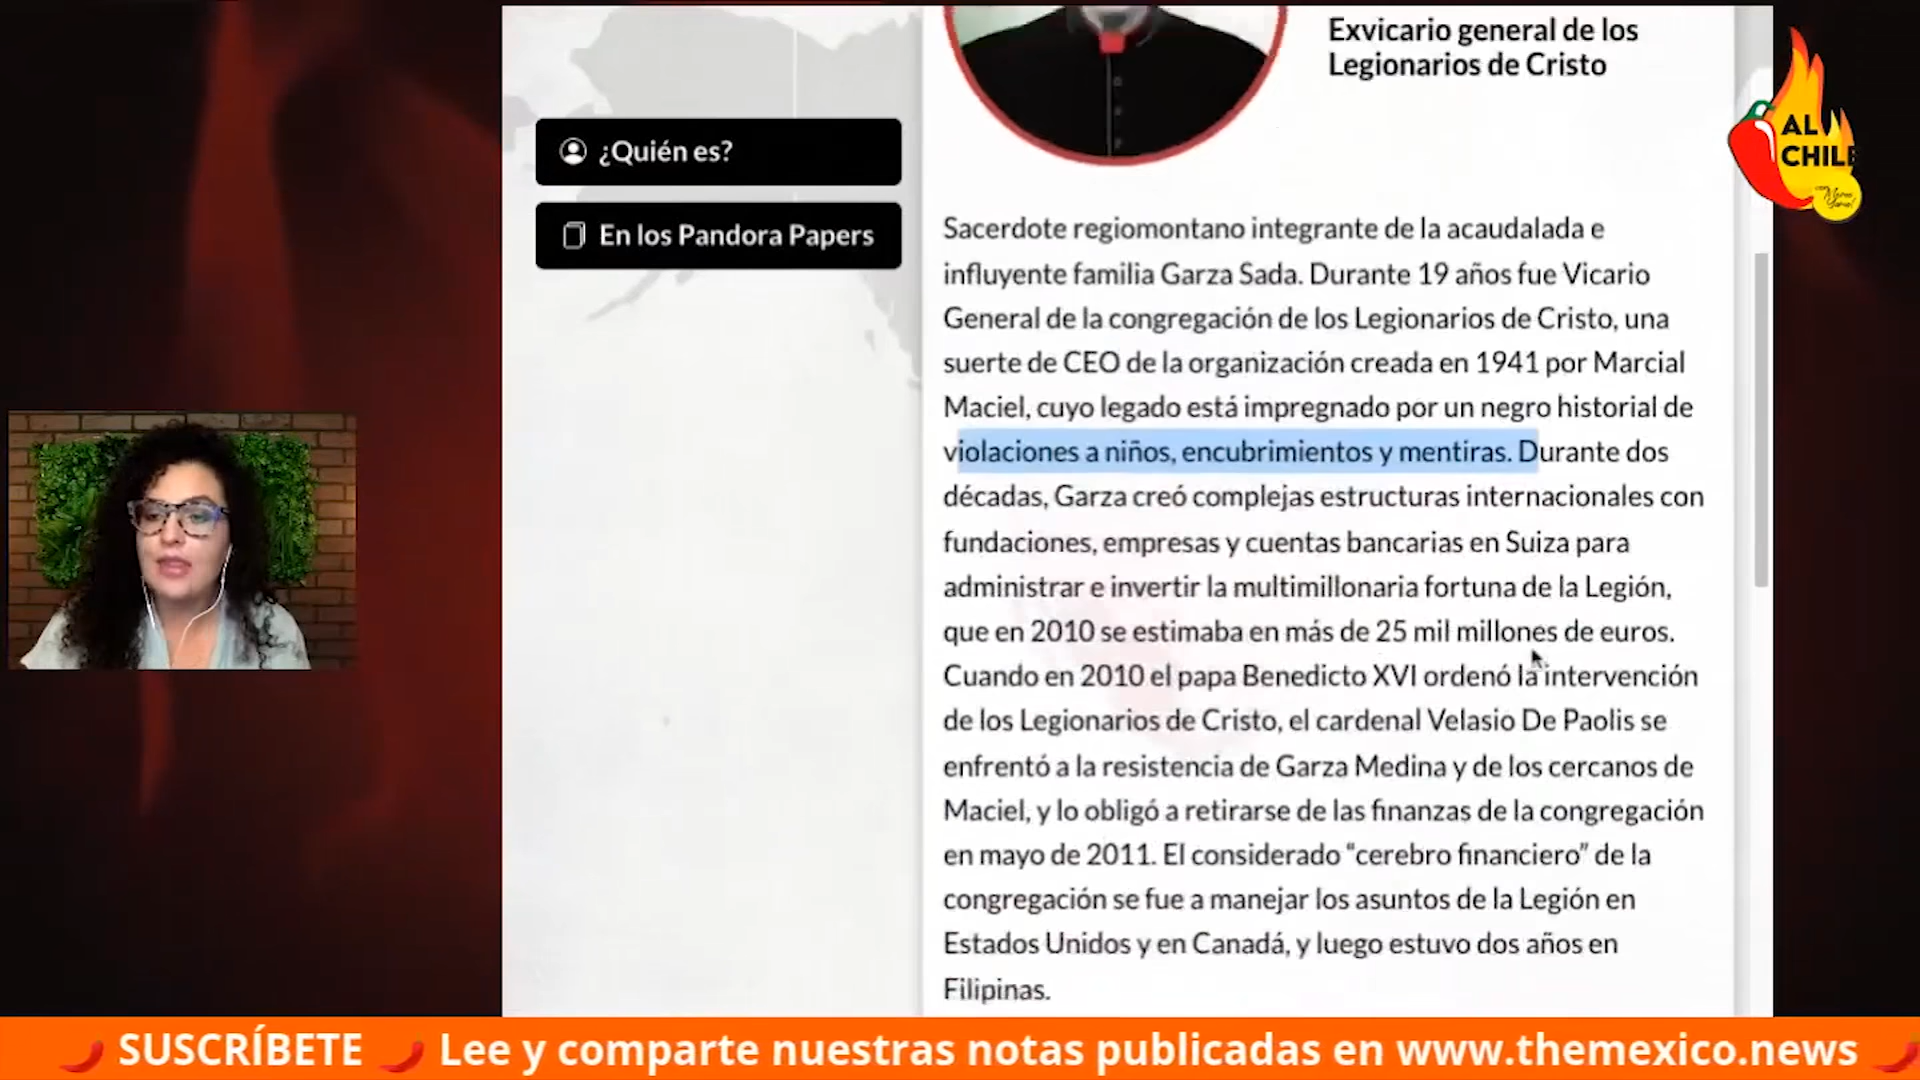 Exvicario general de los
Legionarios de Cristo
AL
CHILE
¿Quién es?
En los Pandora Papers
Sacerdote regiomontano integrante de la acaudalada e
influyente familia Garza Sada. Durante 19 años fue Vicario
General de la congregación de los Legionarios de Cristo, una
suerte de CEO de la organización creada en 1941 por Marcial
Maciel, cuyo legado está impregnado por un negro historial de
violaciones a niños, encubrimientos y mentiras. Durante dos
décadas, Garza creó complejas estructuras internacionales con
fundaciones, empresas y cuentas bancarias en Suiza para
administrar e invertir la multimillonaria fortuna de la Legión,
que en 2010 se estimaba en más de 25 mil millones de euros.
Cuando en 2010 el papa Benedicto XVI ordenó la intervención
de los Legionarios de Cristo, el cardenal Velasio De Paolis se
enfrentó a la resistencia de Garza Medina y de los cercanos de
Maciel, y lo obligó a retirarse de las finanzas de la congregación
en mayo de 2011. El considerado “cerebro financiero” de la
congregación se fue a manejar los asuntos de la Legión en
Estados Unidos y en Canadá, y luego estuvo dos años en
Filipinas.
SUSCRÍBETE Lee y comparte nuestras notas publicadas en www.themexico.news